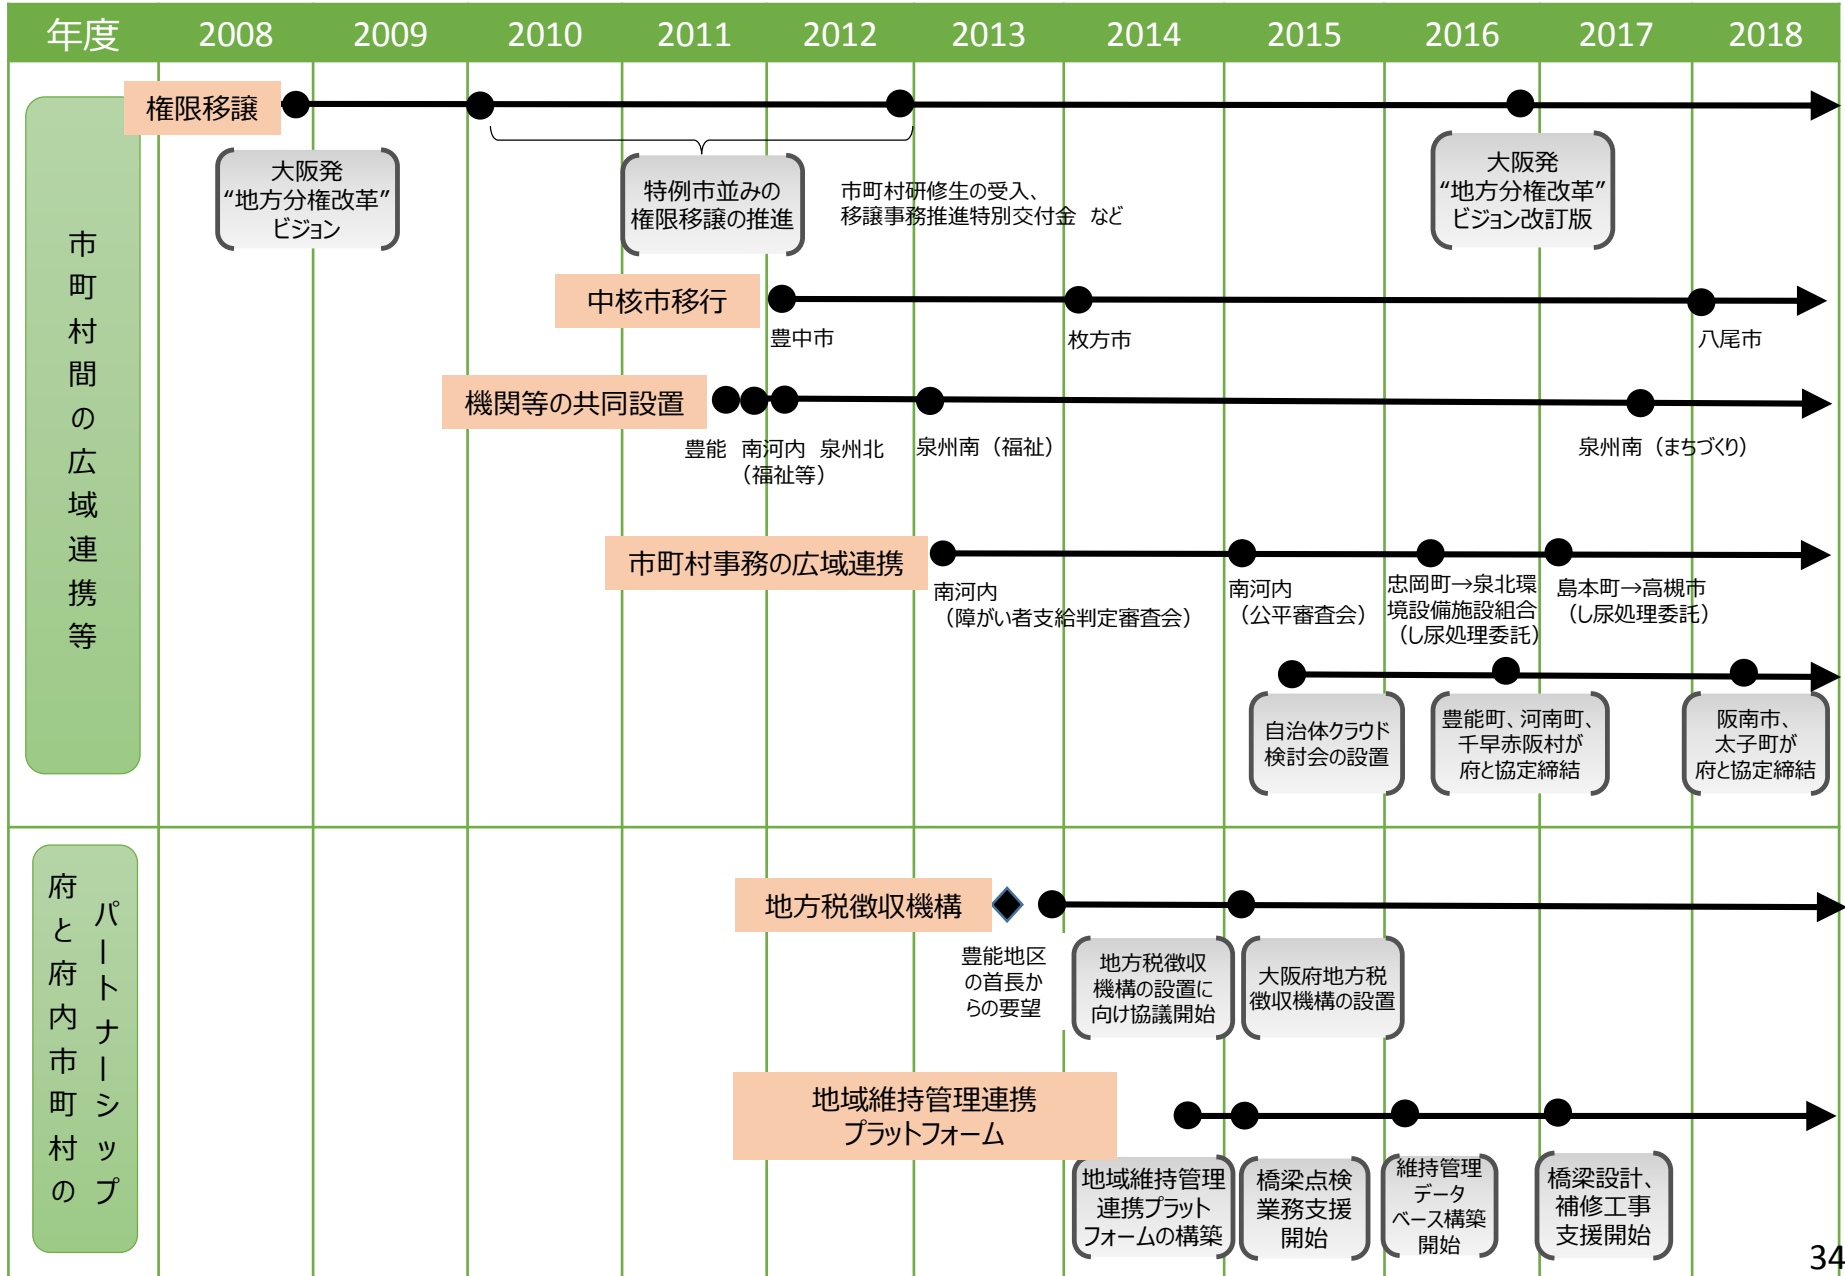 年度 2008 2009 2010 2011 2012 2013 2014 2015 2016 2017 2018
市町村間の広域連携等
権限移譲
大阪発
“地方分権改革”
ビジョン
特例市並みの
権限移譲の推進
市町村研修生の受入、
移譲事務推進特別交付金 など
大阪発
“地方分権改革”
ビジョン改訂版
中核市移行
豊中市
枚方市
八尾市
機関等の共同設置
豊能 南河内 泉州北
（福祉等）
泉州南（福祉）
泉州南（まちづくり）
市町村事務の広域連携
南河内
（障がい者支給判定審査会）
南河内
（公平審査会）
忠岡町→泉北環
境設備施設組合
（し尿処理委託）
島本町→高槻市
（し尿処理委託）
自治体クラウド
検討会の設置
豊能町、河南町、
千早赤阪村が
府と協定締結
阪南市、
太子町が
府と協定締結
府と府内市町村の
パートナーシップ
地方税徴収機構
豊能地区
の首長か
らの要望
地方税徴収
機構の設置に
向け協議開始
大阪府地方税
徴収機構の設置
地域維持管理連携
プラットフォーム
地域維持管理
連携プラット
フォームの構築
橋梁点検
業務支援
開始
維持管理
データ
ベース構築
開始
橋梁設計、
補修工事
支援開始
34